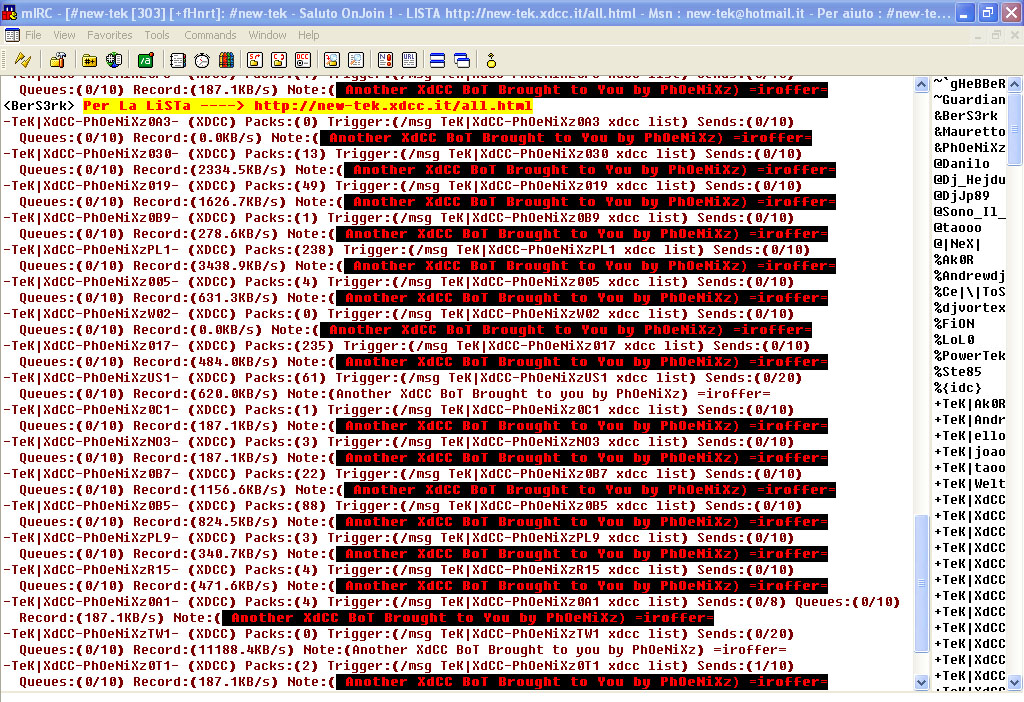 mIRC - [#new-tek [303] [+fHnrt]: #new-tek - Saluto OnJoin ! - LISTA http://new-tek.xdcc.it/all.html - Msn : new-tek@hotmail.it - Per aiuto : #new-te...
File View Favorites Tools Commands Window Help
Queues:(0/10) Record:(187.1KB/s) Note:( Another XdCC BoT Brought to You by PhOeNiXz) =iroffer=
<BerS3rk> Per La LiSTa ----> http://new-tek.xdcc.it/all.html
-TeK|XdCC-PhOeNiXz0A3- (XDCC) Packs:(0) Trigger:(/msg TeK|XdCC-PhOeNiXz0A3 xdcc list) Sends:(0/10)
Queues:(0/10) Record:(0.0KB/s) Note:( Another XdCC BoT Brought to You by PhOeNiXz) =iroffer=
-TeK|XdCC-PhOeNiXz030- (XDCC) Packs:(13) Trigger:(/msg TeK|XdCC-PhOeNiXz030 xdcc list) Sends:(0/10)
Queues:(0/10) Record:(2334.5KB/s) Note:( Another XdCC BoT Brought to You by PhOeNiXz) =iroffer=
-TeK|XdCC-PhOeNiXz019- (XDCC) Packs:(49) Trigger:(/msg TeK|XdCC-PhOeNiXz019 xdcc list) Sends:(0/10)
Queues:(0/10) Record:(1626.7KB/s) Note:( Another XdCC BoT Brought to You by PhOeNiXz) =iroffer=
-TeK|XdCC-PhOeNiXz0B9- (XDCC) Packs:(1) Trigger:(/msg TeK|XdCC-PhOeNiXz0B9 xdcc list) Sends:(0/10)
Queues:(0/10) Record:(278.6KB/s) Note:( Another XdCC BoT Brought to You by PhOeNiXz) =iroffer=
-TeK|XdCC-PhOeNiXzPL1- (XDCC) Packs:(238) Trigger:(/msg TeK|XdCC-PhOeNiXzPL1 xdcc list) Sends:(0/10)
Queues:(0/10) Record:(3438.9KB/s) Note:( Another XdCC BoT Brought to You by PhOeNiXz) =iroffer=
-TeK|XdCC-PhOeNiXz005- (XDCC) Packs:(4) Trigger:(/msg TeK|XdCC-PhOeNiXz005 xdcc list) Sends:(0/10)
Queues:(0/10) Record:(631.3KB/s) Note:( Another XdCC BoT Brought to You by PhOeNiXz) =iroffer=
-TeK|XdCC-PhOeNiXzW02- (XDCC) Packs:(0) Trigger:(/msg TeK|XdCC-PhOeNiXzW02 xdcc list) Sends:(0/10)
Queues:(0/10) Record:(0.0KB/s) Note:( Another XdCC BoT Brought to You by PhOeNiXz) =iroffer=
-TeK|XdCC-PhOeNiXz017- (XDCC) Packs:(235) Trigger:(/msg TeK|XdCC-PhOeNiXz017 xdcc list) Sends:(0/10)
Queues:(0/10) Record:(484.0KB/s) Note:( Another XdCC BoT Brought to You by PhOeNiXz) =iroffer=
-TeK|XdCC-PhOeNiXzUS1- (XDCC) Packs:(61) Trigger:(/msg TeK|XdCC-PhOeNiXzUS1 xdcc list) Sends:(0/20)
Queues:(0/10) Record:(620.0KB/s) Note:(Another XdCC BoT Brought to you by PhOeNiXz) =iroffer=
-TeK|XdCC-PhOeNiXz0C1- (XDCC) Packs:(1) Trigger:(/msg TeK|XdCC-PhOeNiXz0C1 xdcc list) Sends:(0/10)
Queues:(0/10) Record:(187.1KB/s) Note:( Another XdCC BoT Brought to You by PhOeNiXz) =iroffer=
-TeK|XdCC-PhOeNiXzNO3- (XDCC) Packs:(3) Trigger:(/msg TeK|XdCC-PhOeNiXzNO3 xdcc list) Sends:(0/10)
Queues:(0/10) Record:(187.1KB/s) Note:( Another XdCC BoT Brought to You by PhOeNiXz) =iroffer=
-TeK|XdCC-PhOeNiXz0B7- (XDCC) Packs:(22) Trigger:(/msg TeK|XdCC-PhOeNiXz0B7 xdcc list) Sends:(0/10)
Queues:(0/10) Record:(1156.6KB/s) Note:( Another XdCC BoT Brought to You by PhOeNiXz) =iroffer=
-TeK|XdCC-PhOeNiXz0B5- (XDCC) Packs:(88) Trigger:(/msg TeK|XdCC-PhOeNiXz0B5 xdcc list) Sends:(0/10)
Queues:(0/10) Record:(824.5KB/s) Note:( Another XdCC BoT Brought to You by PhOeNiXz) =iroffer=
-TeK|XdCC-PhOeNiXzPL9- (XDCC) Packs:(3) Trigger:(/msg TeK|XdCC-PhOeNiXzPL9 xdcc list) Sends:(0/10)
Queues:(0/10) Record:(340.7KB/s) Note:( Another XdCC BoT Brought to You by PhOeNiXz) =iroffer=
-TeK|XdCC-PhOeNiXzR15- (XDCC) Packs:(4) Trigger:(/msg TeK|XdCC-PhOeNiXzR15 xdcc list) Sends:(0/10)
Queues:(0/10) Record:(471.6KB/s) Note:( Another XdCC BoT Brought to You by PhOeNiXz) =iroffer=
-TeK|XdCC-PhOeNiXz0A1- (XDCC) Packs:(4) Trigger:(/msg TeK|XdCC-PhOeNiXz0A1 xdcc list) Sends:(0/8) Queues:(0/10)
Record:(187.1KB/s) Note:( Another XdCC BoT Brought to You by PhOeNiXz) =iroffer=
-TeK|XdCC-PhOeNiXzTW1- (XDCC) Packs:(0) Trigger:(/msg TeK|XdCC-PhOeNiXzTW1 xdcc list) Sends:(0/20)
Queues:(0/10) Record:(11188.4KB/s) Note:(Another XdCC BoT Brought to you by PhOeNiXz) =iroffer=
-TeK|XdCC-PhOeNiXz0T1- (XDCC) Packs:(2) Trigger:(/msg TeK|XdCC-PhOeNiXz0T1 xdcc list) Sends:(1/10)
Queues:(0/10) Record:(187.1KB/s) Note:( Another XdCC BoT Brought to You by PhOeNiXz) =iroffer=
~`gHeBBeR
~Guardian
&BerS3rk
&Mauretto
&PhOeNiXz
@Danilo
@Dj_Hejdu
@DjJp89
@Sono_Il_
@taooo
@|NeX|
%Ak0R
%Andrewdj
%Ce|\|ToS
%djvortex
%FiON
%LoL0
%PowerTek
%Ste85
%{idc}
+TeK|Ak0R
+TeK|Andr
+TeK|ello
+TeK|joao
+TeK|taoo
+TeK|Welt
+TeK|XdCC
+TeK|XdCC
+TeK|XdCC
+TeK|XdCC
+TeK|XdCC
+TeK|XdCC
+TeK|XdCC
+TeK|XdCC
+TeK|XdCC
+TeK|XdCC
+TeK|XdCC
+TeK|XdCC